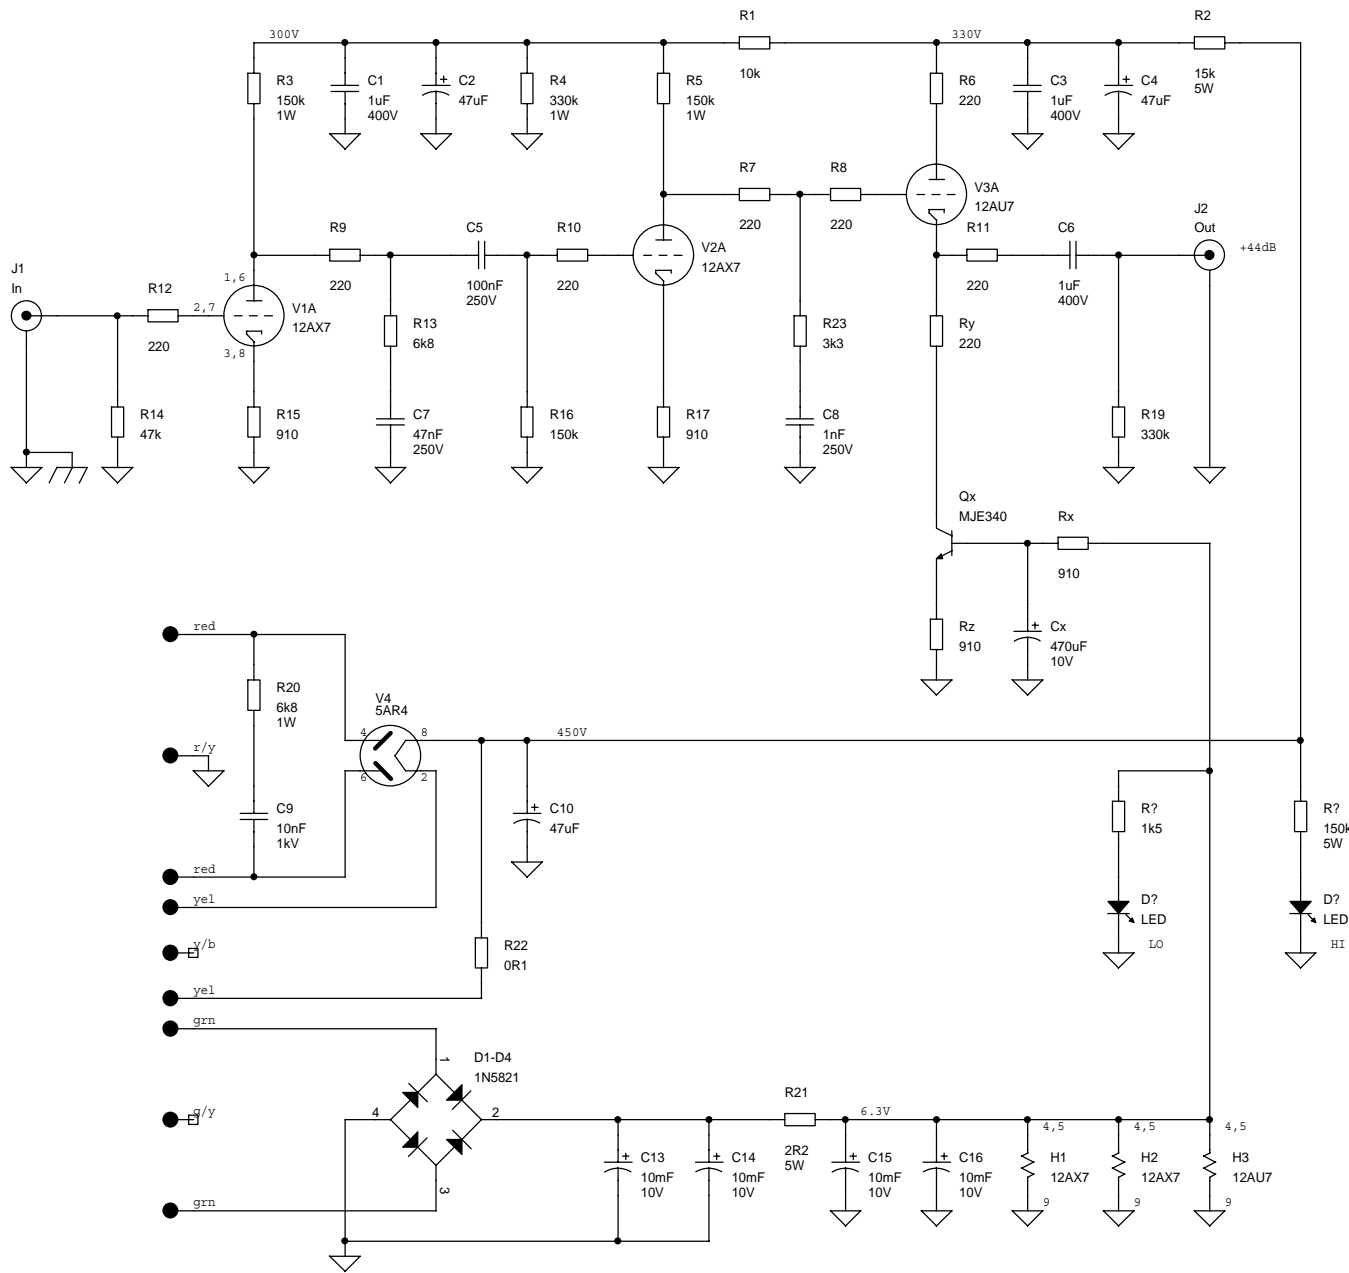 R1
R2
300V
330V
10k
15k
5W
R3
150k
1W
C1
1uF
400V
C2
47uF
R4
330k
1W
R5
150k
1W
R6
220
C3
1uF
400V
C4
47uF
R7
220
R8
220
V3A
12AU7
R9
220
C5
100nF
250V
R10
220
V2A
12AX7
R11
220
C6
1uF
400V
J2
Out
+44dB
J1
In
R12
220
1,6
2,7
3,8
V1A
12AX7
R13
6k8
R23
3k3
Ry
220
R14
47k
R15
910
C7
47nF
250V
R16
150k
R17
910
C8
1nF
250V
R19
330k
Qx
MJE340
Rx
910
Rz
910
Cx
470uF
10V
red
R20
6k8
1W
V4
5AR4
4
8
6
2
450V
r/y
C9
10nF
1kV
C10
47uF
R?
1k5
R?
150k
5W
red
yel
D?
LED
LO
D?
LED
HI
y/b
R22
0R1
yel
grn
D1-D4
1N5821
1
4
2
3
g/y
R21
2R2
5W
6.3V
C13
10mF
10V
C14
10mF
10V
C15
10mF
10V
C16
10mF
10V
4,5
H1
12AX7
9
4,5
H2
12AX7
9
4,5
H3
12AU7
9
grn